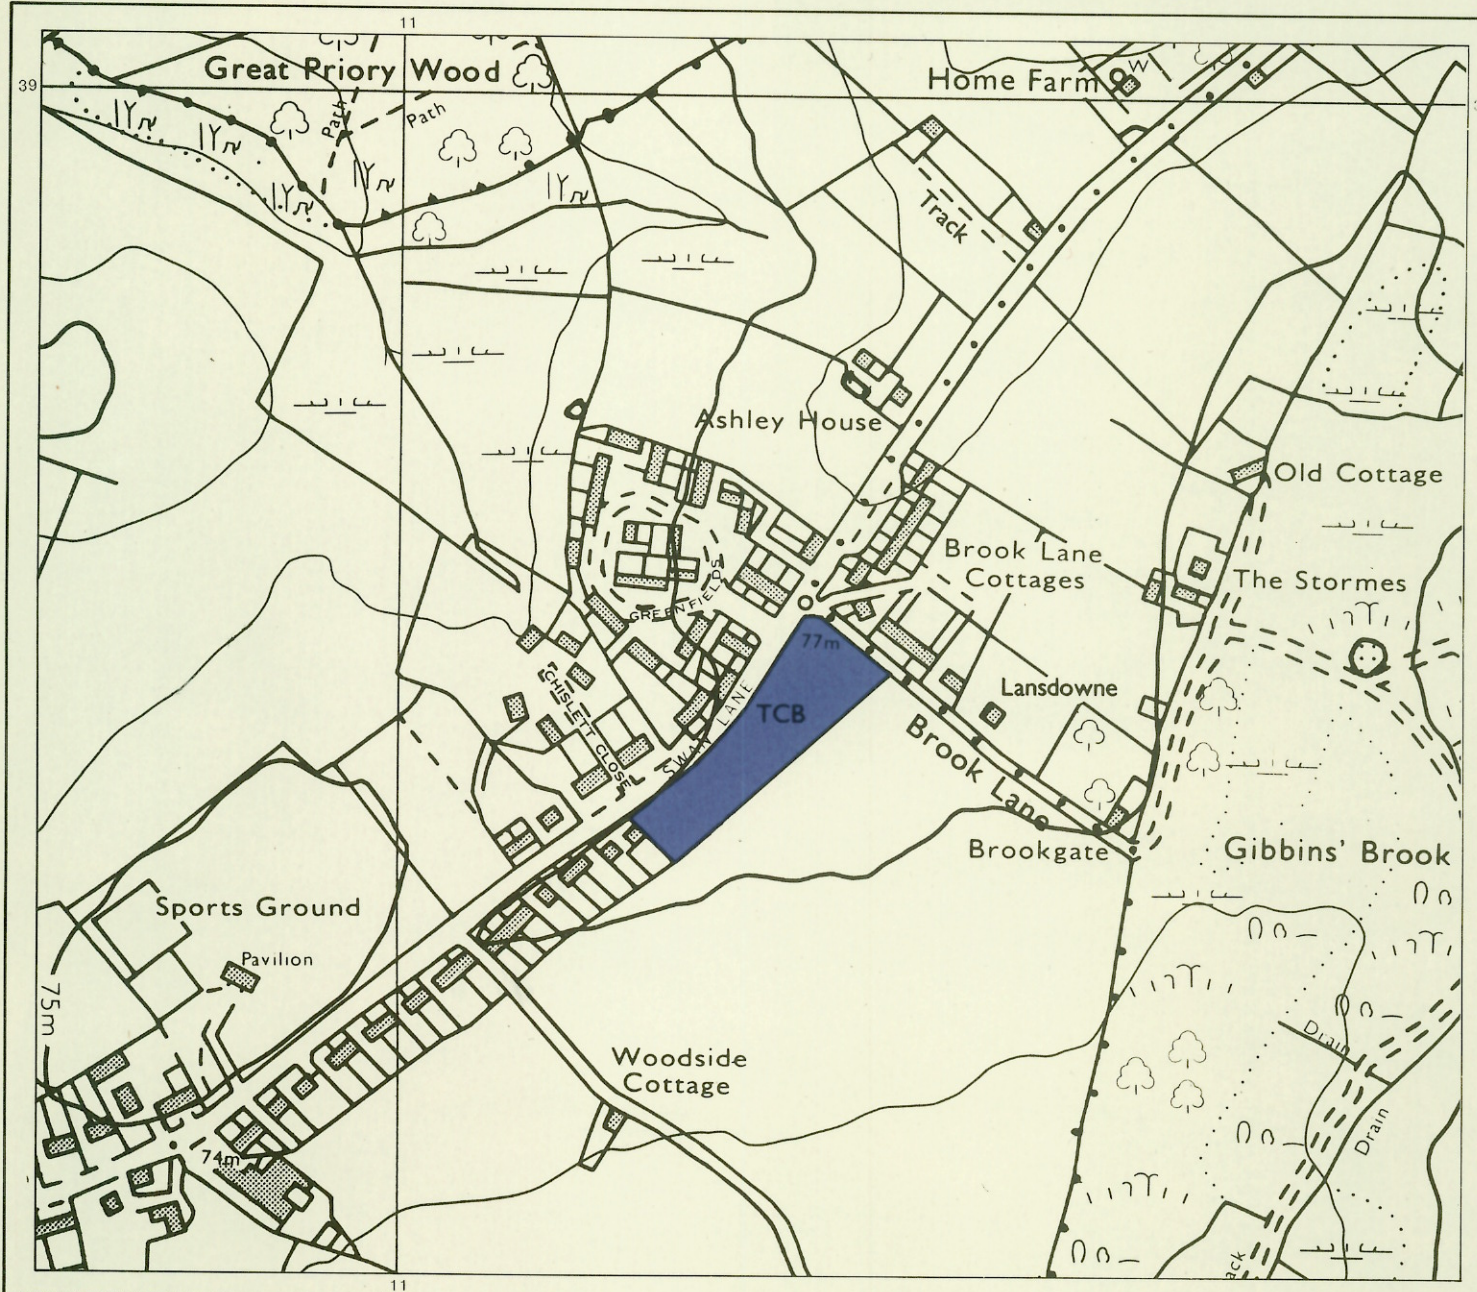 11
39
Great Priory Wood
Path
Path
Home Farm
W
Track
Ashley House
Old Cottage
Brook Lane
Cottages
The Stormes
GREENFIELDS
77m
CHISLETT CLOSE
SWAN LANE
TCB
Lansdowne
Brook Lane
Brookgate
Gibbins' Brook
Sports Ground
Pavilion
75m
Woodside
Cottage
Drain
Drain
74m
11